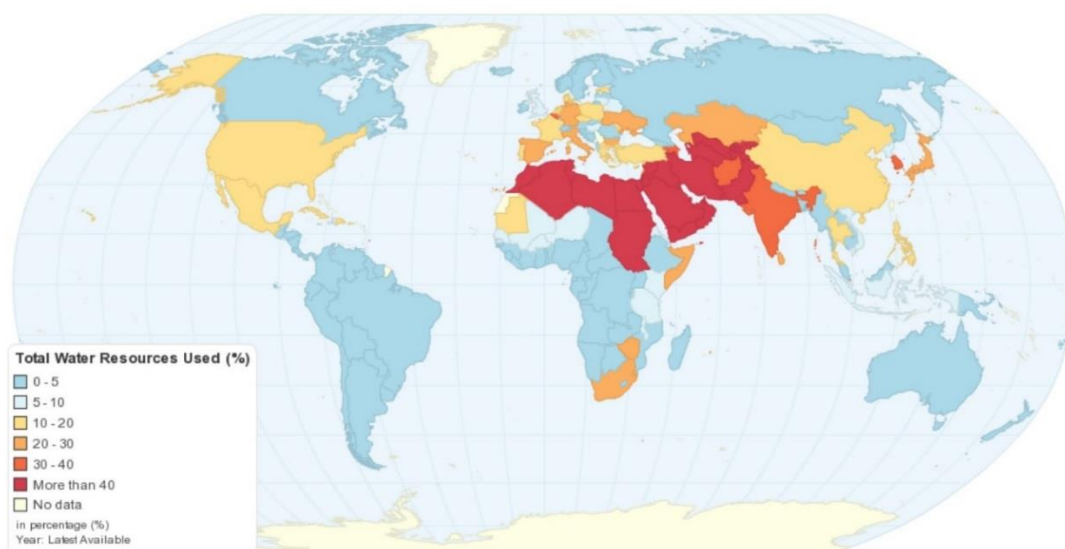 Total Water Resources Used (%)
0 - 5
5 - 10
10 - 20
20 - 30
30 - 40
More than 40
No data
in percentage (%)
Year: Latest Available